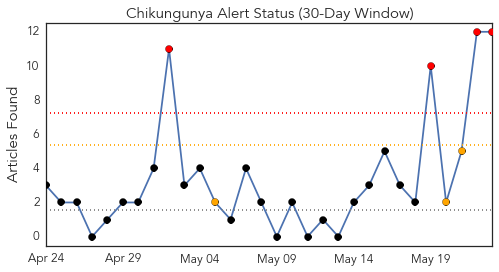 Chikungunya Alert Status (30-Day Window)
Articles Found
12
10
8
6
4
2
0
Apr 24 Apr 29 May 04 May 09 May 14 May 19